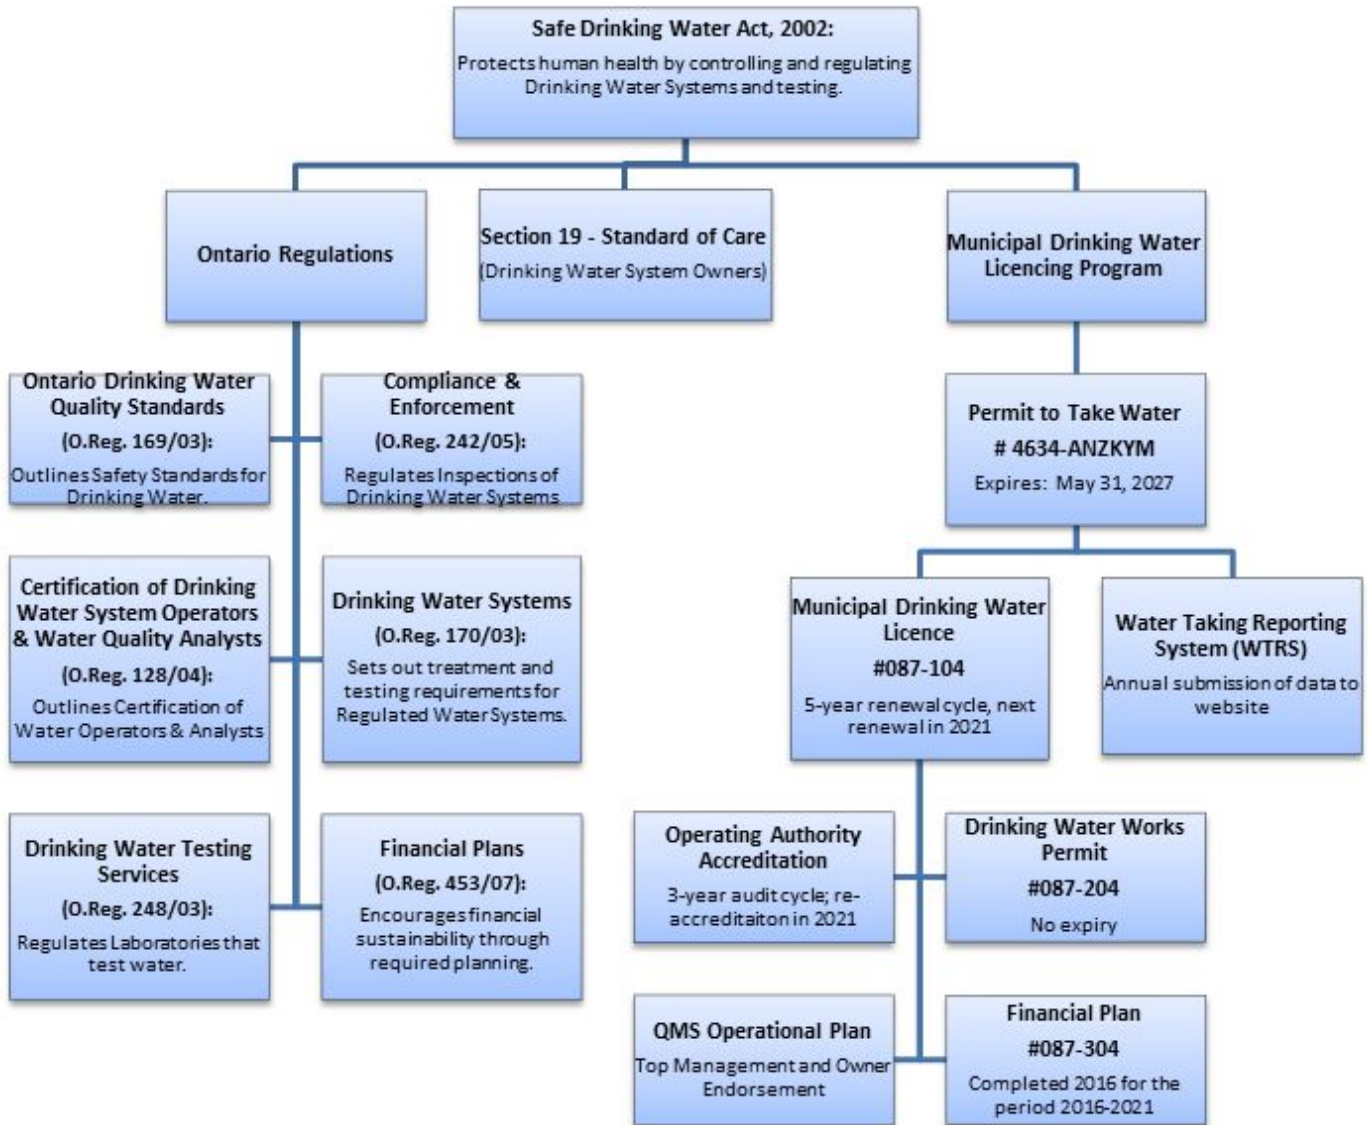 Safe Drinking Water Act, 2002:
Protects human health by controlling and regulating
Drinking Water Systems and testing.
Ontario Regulations
Section 19 - Standard of Care
(Drinking Water System Owners)
Municipal Drinking Water
Licencing Program
Ontario Drinking Water
Quality Standards
(O.Reg. 169/03):
Outlines Safety Standards for
Drinking Water.
Compliance &
Enforcement
(O.Reg. 242/05):
Regulates Inspections of
Drinking Water Systems
Permit to Take Water
# 4634-ANZKYM
Expires: May 31, 2027
Certification of Drinking
Water System Operators
& Water Quality Analysts
(O.Reg. 128/04):
Outlines Certification of
Water Operators & Analysts
Drinking Water Systems
(O.Reg. 170/03):
Sets out treatment and
testing requirements for
Regulated Water Systems.
Municipal Drinking Water
Licence
#087-104
5-year renewal cycle, next
renewal in 2021
Water Taking Reporting
System (WTRS)
Annual submission of data to
website
Drinking Water Testing
Services
(O.Reg. 248/03):
Regulates Laboratories that
test water.
Financial Plans
(O.Reg. 453/07):
Encourages financial
sustainability through
required planning.
Operating Authority
Accreditation
3-year audit cycle; re-
accreditaiton in 2021
Drinking Water Works
Permit
#087-204
No expiry
QMS Operational Plan
Top Management and Owner
Endorsement
Financial Plan
#087-304
Completed 2016 for the
period 2016-2021